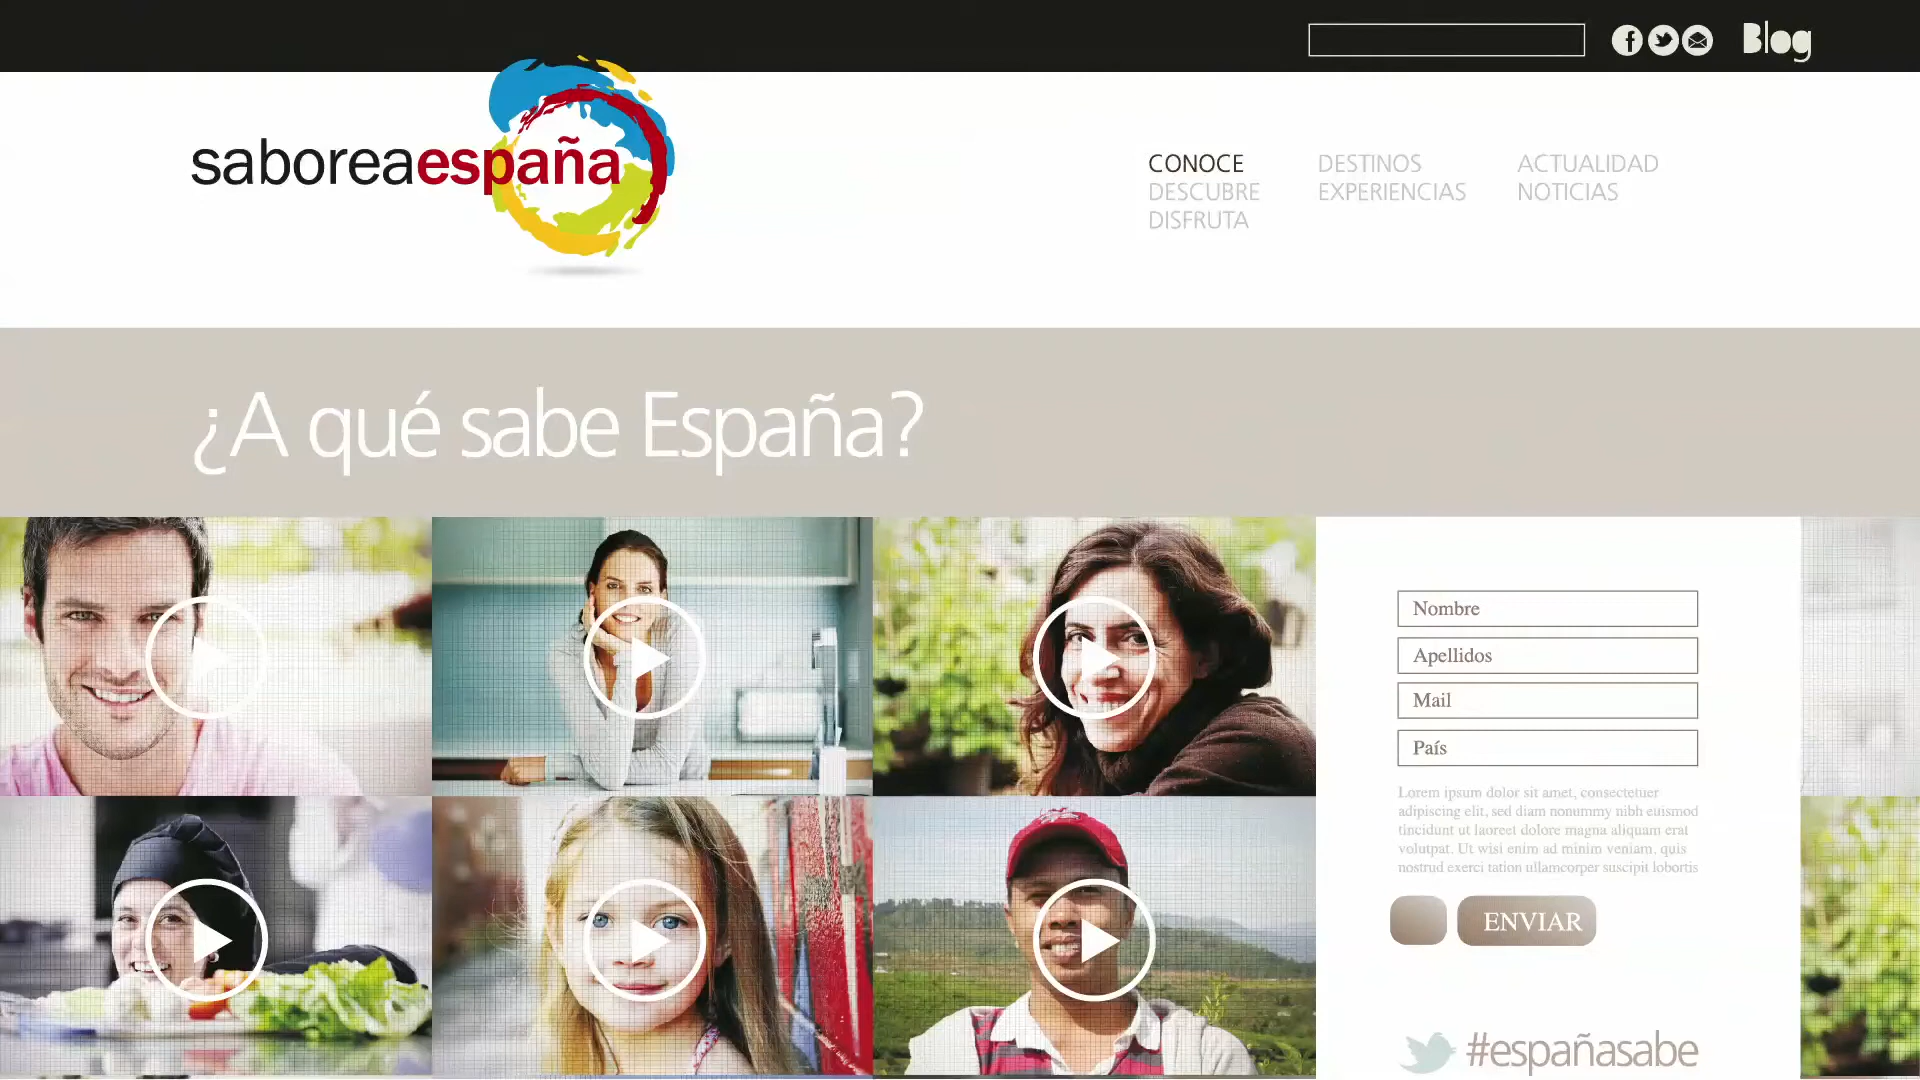 Blog
saboreaespaña
CONOCE
DESCUBRE
DISFRUTA
DESTINOS
EXPERIENCIAS
ACTUALIDAD
NOTICIAS
¿A qué sabe España?
Nombre
Apellidos
Mail
País
Lorem ipsum dolor sit amet, consectetuer
adipiscing elit, sed diam nonummy nibh euismod
tincidunt ut laoreet dolore magna aliquam erat
volutpat. Ut wisi enim ad minim veniam, quis
nostrud exerci tation ullamcorper suscipit lobortis
ENVIAR
#españasabe